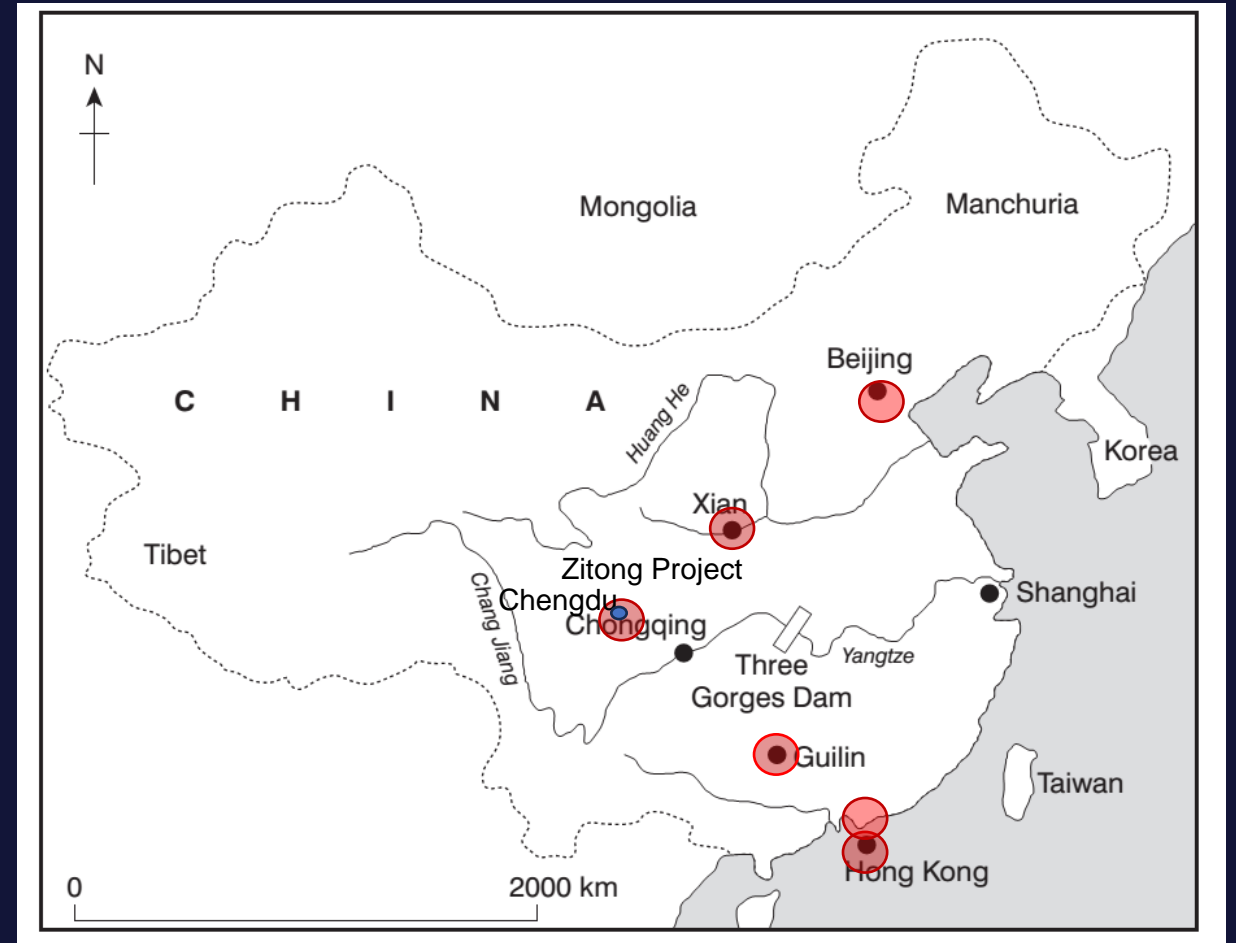 N
Mongolia
Manchuria
Beijing
C H I N A
Huang He
Korea
Xian
Tibet
Zitong Project
Chang Jiang
Chengdu
Shanghai
Chongqing
Yangtze
Three
Gorges Dam
Guilin
Taiwan
Hong Kong
0 2000 km